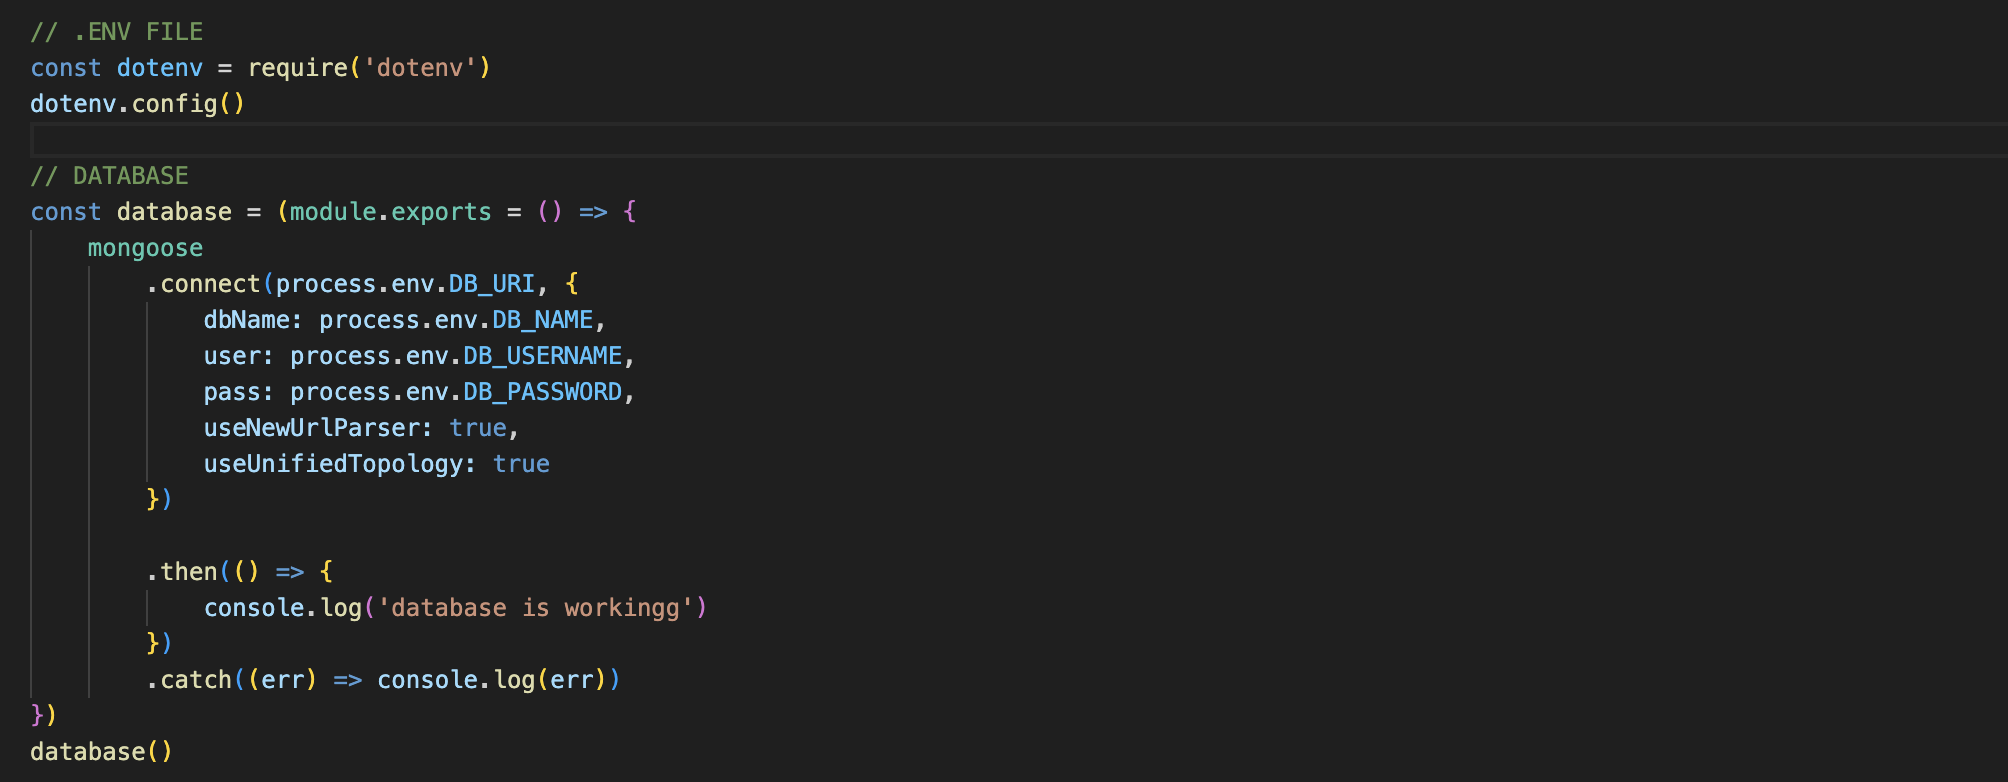 // .ENV FILE
const dotenv = require('dotenv')
dotenv.config()
// DATABASE
const database = (module.exports = () => {
mongoose
.connect(process.env.DB_URI, {
dbName: process.env.DB_NAME,
user: process.env.DB_USERNAME,
pass: process.env.DB_PASSWORD,
useNewUrlParser: true,
useUnifiedTopology: true
})
.then(() => {
console.log('database is workingg')
})
.catch((err) => console.log(err))
})
database()